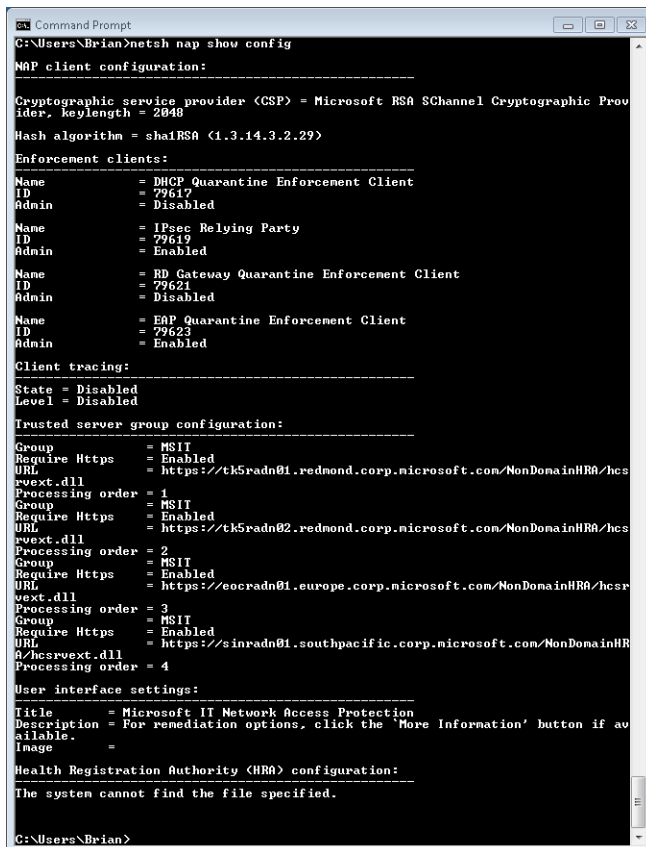 Command Prompt
C:\Users\Brian>netsh nap show config
NAP client configuration:
----------------------------------------------------
Cryptographic service provider (CSP) = Microsoft RSA SChannel Cryptographic Prov
ider, keylength = 2048
Hash algorithm = sha1RSA (1.3.14.3.2.29)
Enforcement clients:
----------------------------------------------------
Name = DHCP Quarantine Enforcement Client
ID = 79617
Admin = Disabled
Name = IPsec Relying Party
ID = 79619
Admin = Enabled
Name = RD Gateway Quarantine Enforcement Client
ID = 79621
Admin = Disabled
Name = EAP Quarantine Enforcement Client
ID = 79623
Admin = Enabled
Client tracing:
----------------------------------------------------
State = Disabled
Level = Disabled
Trusted server group configuration:
----------------------------------------------------
Group = MSIT
Require Https = Enabled
URL = https://tk5radn01.redmond.corp.microsoft.com/NonDomainHRA/hcs
rvext.dll
Processing order = 1
Group = MSIT
Require Https = Enabled
URL = https://tk5radn02.redmond.corp.microsoft.com/NonDomainHRA/hcs
rvext.dll
Processing order = 2
Group = MSIT
Require Https = Enabled
URL = https://eocradn01.europe.corp.microsoft.com/NonDomainHRA/hcsr
vext.dll
Processing order = 3
Group = MSIT
Require Https = Enabled
URL = https://sinradn01.southpacific.corp.microsoft.com/NonDomainHR
A/hcsrvext.dll
Processing order = 4
User interface settings:
----------------------------------------------------
Title = Microsoft IT Network Access Protection
Description = For remediation options, click the `More Information' button if av
ailable.
Image =
Health Registration Authority (HRA) configuration:
----------------------------------------------------
The system cannot find the file specified.
C:\Users\Brian>